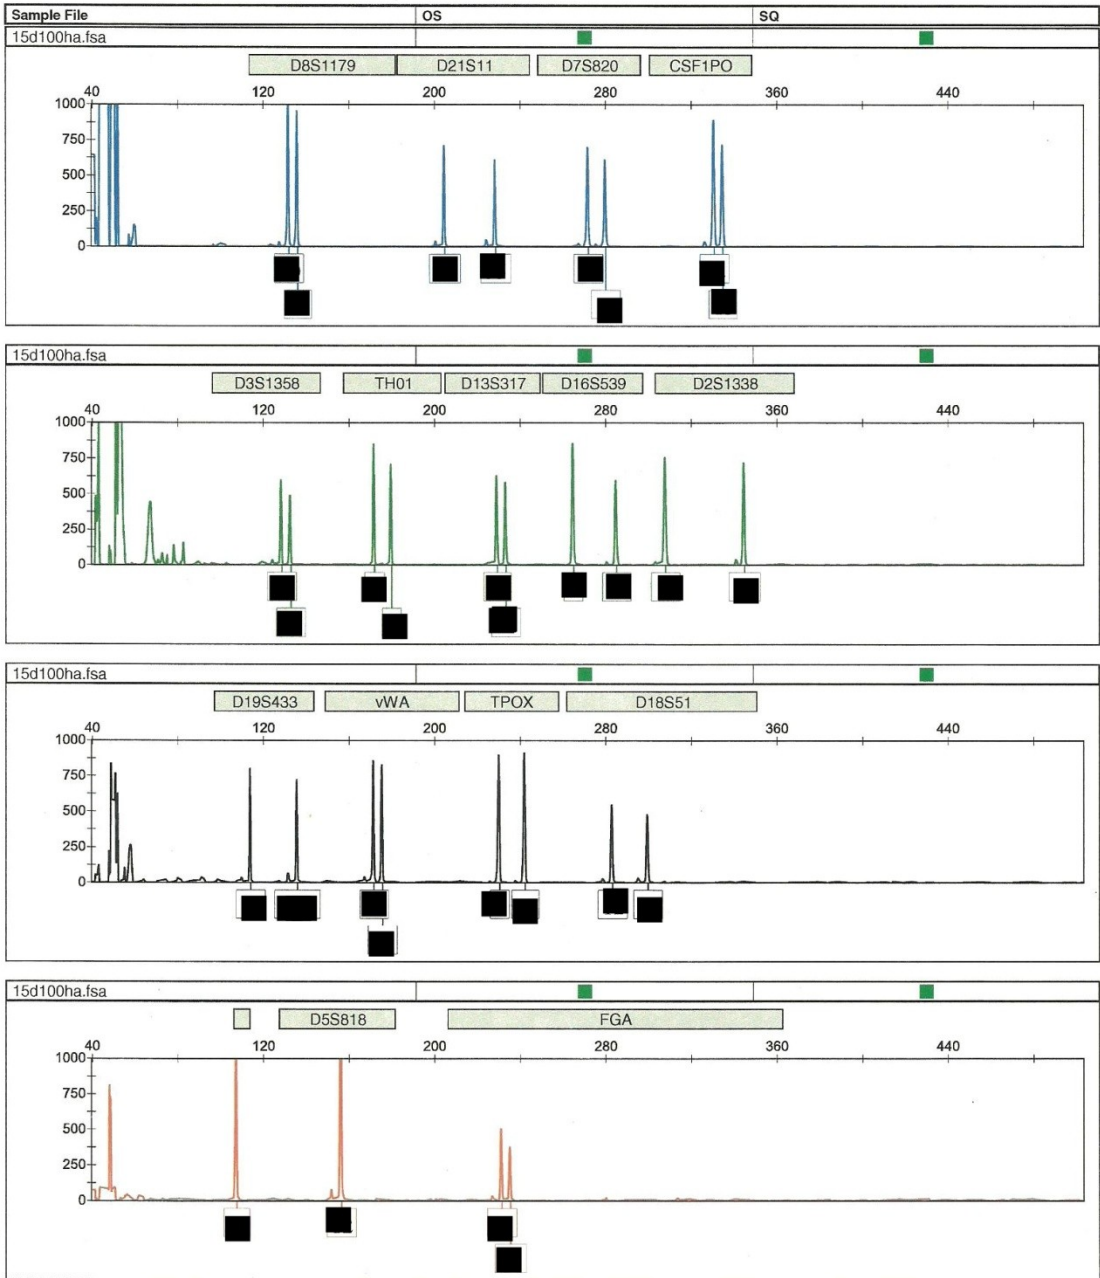 Sample File OS SQ
15d100ha.fsa
D8S1179 D21S11 D7S820 CSF1PO
40 120 200 280 360 440
1000
750
500
250
0
15d100ha.fsa
D3S1358 TH01 D13S317 D16S539 D2S1338
40 120 200 280 360 440
1000
750
500
250
0
15d100ha.fsa
D19S433 vWA TPOX D18S51
40 120 200 280 360 440
1000
750
500
250
0
15d100ha.fsa
D5S818 FGA
40 120 200 280 360 440
1000
750
500
250
0